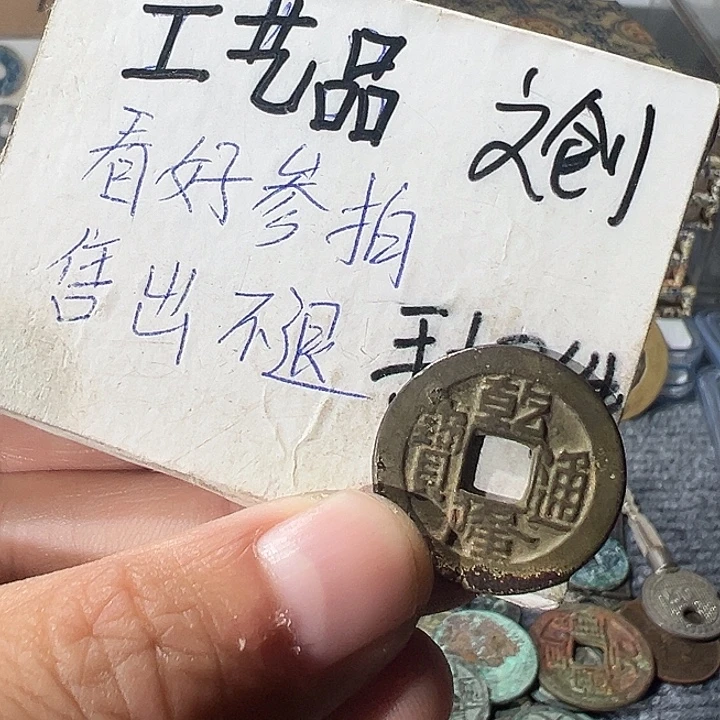 工艺品
文创
看好参拍
售出不退
乾隆通寶